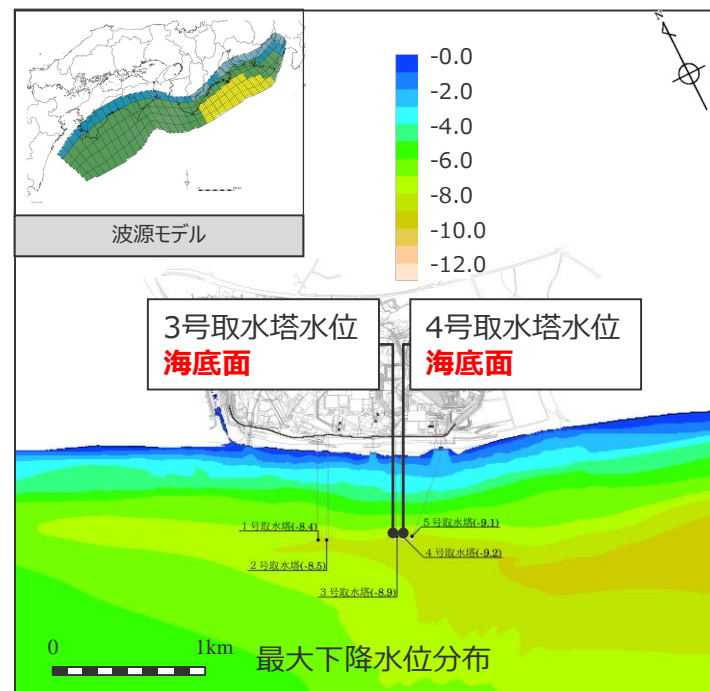 波源モデル
N
-0.0
-2.0
-4.0
-6.0
-8.0
-10.0
-12.0
3号取水塔水位
海底面
4号取水塔水位
海底面
1号取水塔(-8.4)
2号取水塔(-8.5)
3号取水塔(-8.9)
5号取水塔(-9.1)
4号取水塔(-9.2)
0 1km
最大下降水位分布